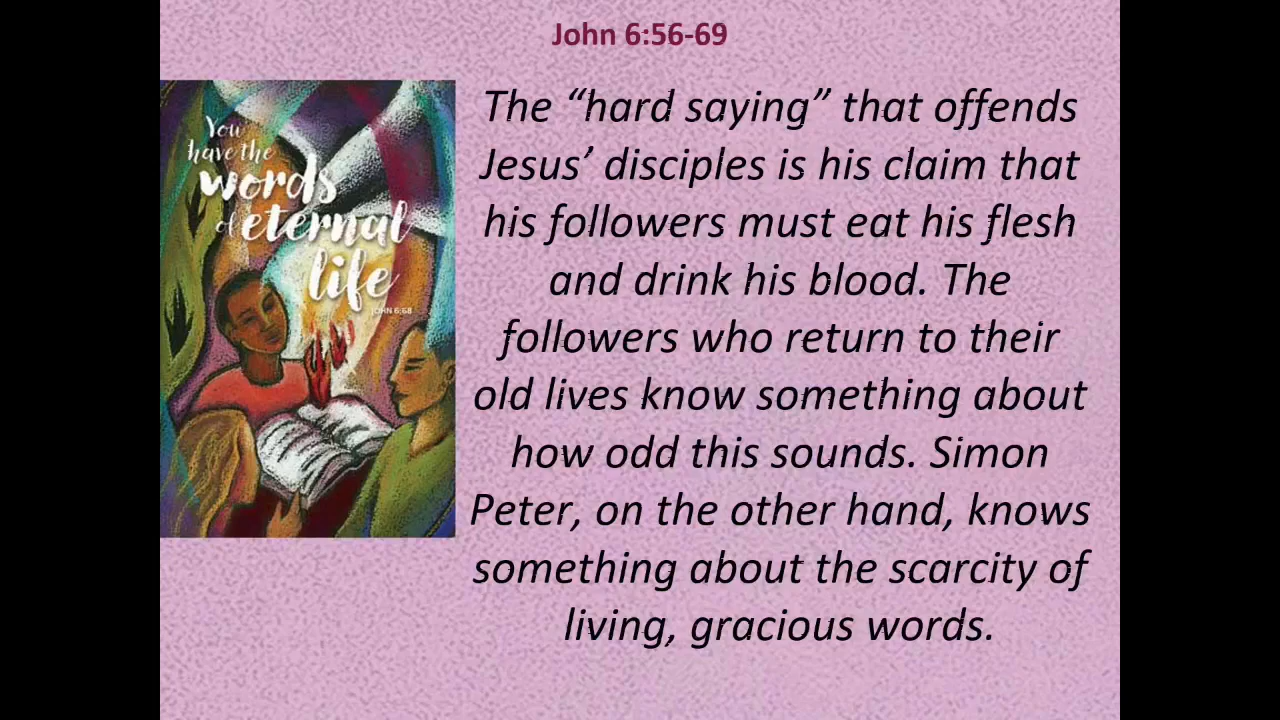 John 6:56-69
You
have the
words
of eternal
life
JOHN 6:68
The “hard saying” that offends
Jesus’ disciples is his claim that
his followers must eat his flesh
and drink his blood. The
followers who return to their
old lives know something about
how odd this sounds. Simon
Peter, on the other hand, knows
something about the scarcity of
living, gracious words.